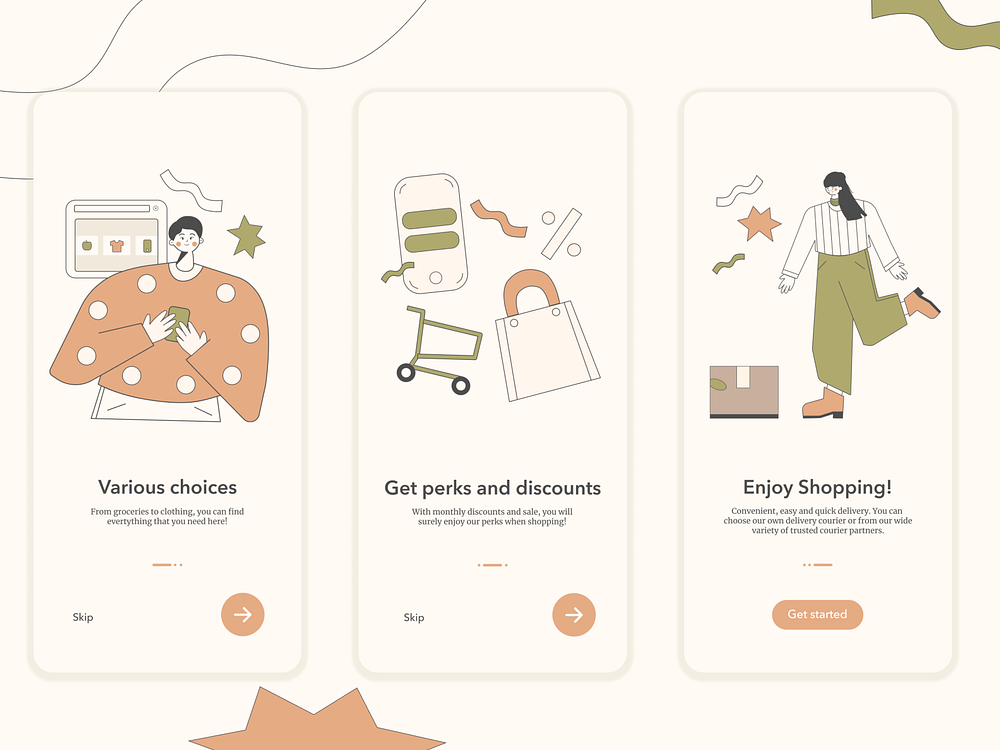 Various choices
From groceries to clothing, you can find
evertything that you need here!
Skip
Get perks and discounts
With monthly discounts and sale, you will
surely enjoy our perks when shopping!
Skip
Enjoy Shopping!
Convenient, easy and quick delivery. You can
choose our own delivery courier or from our wide
variety of trusted courier partners.
Get started